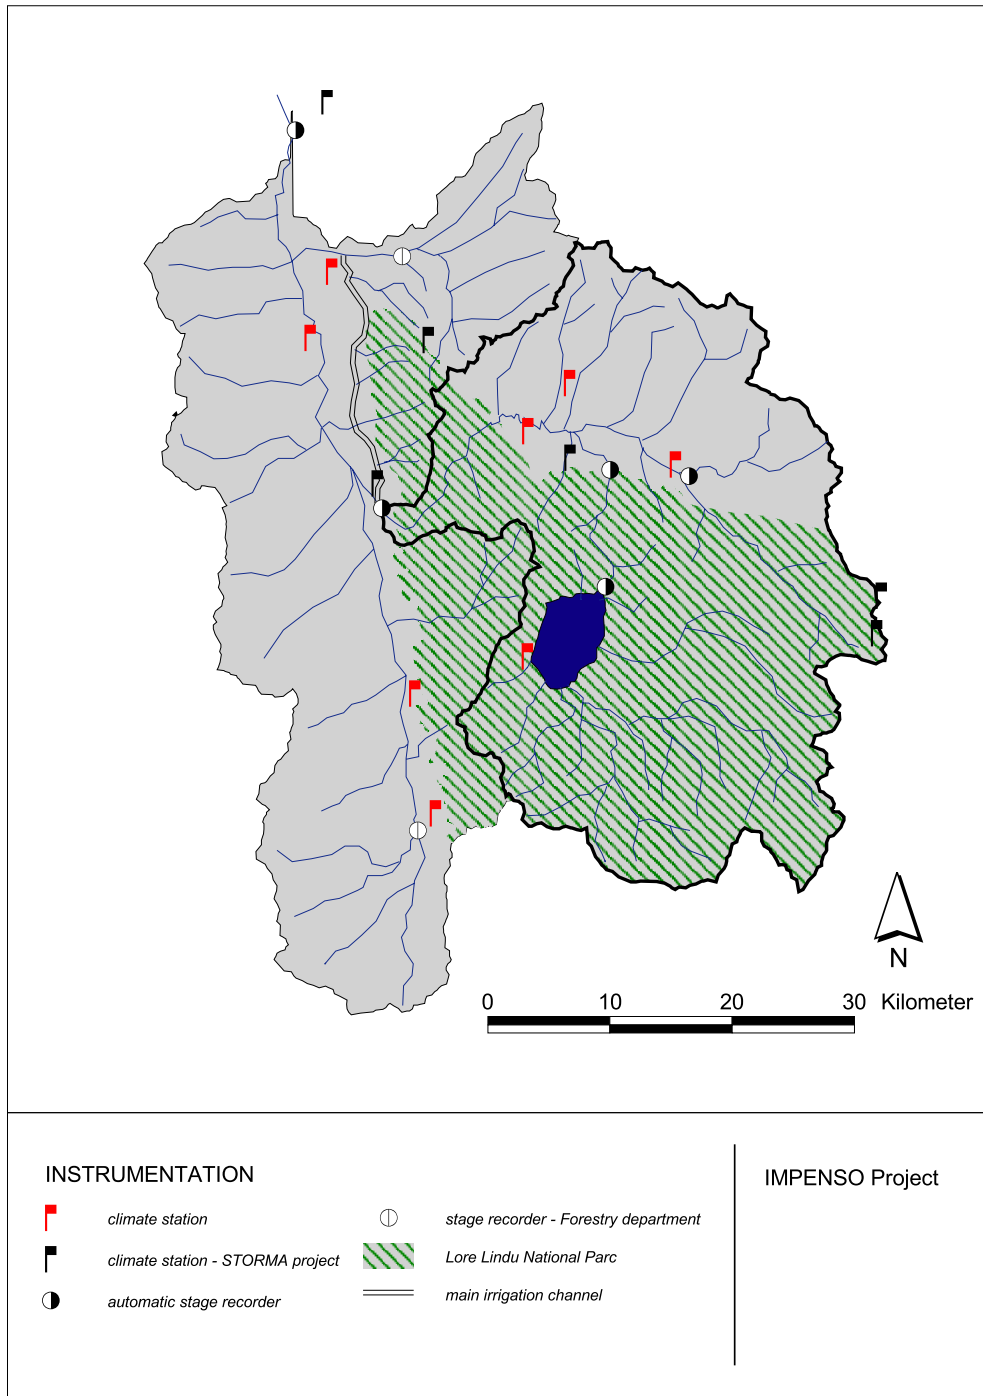 N
0 10 20 30 Kilometer
INSTRUMENTATION
IMPENSO Project
climate station
stage recorder - Forestry department
climate station - STORMA project
Lore Lindu National Parc
automatic stage recorder
main irrigation channel